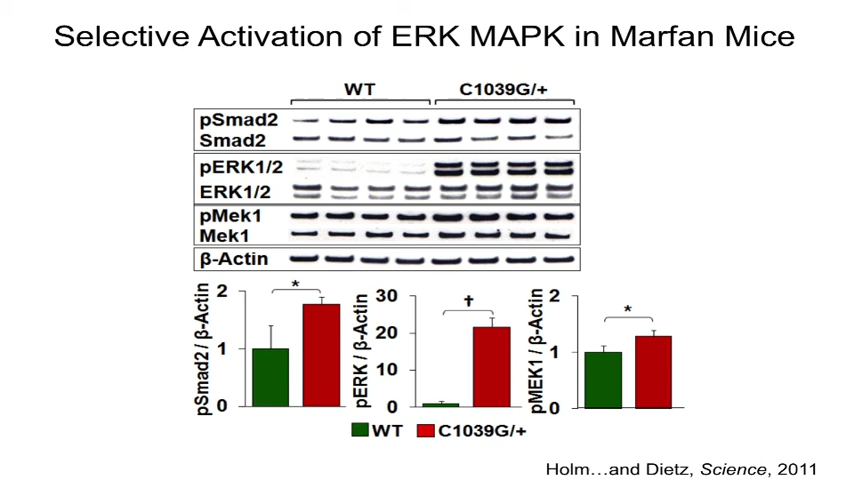 Selective Activation of ERK MAPK in Marfan Mice
WT C1039G/+
pSmad2
Smad2
pERK1/2
ERK1/2
pMek1
Mek1
β-Actin
pSmad2 / β-Actin
2
1
0
*
pERK / β-Actin
30
20
10
0
✝
pMEK1 / β-Actin
2
1
0
*
WT C1039G/+
Holm…and Dietz, Science, 2011